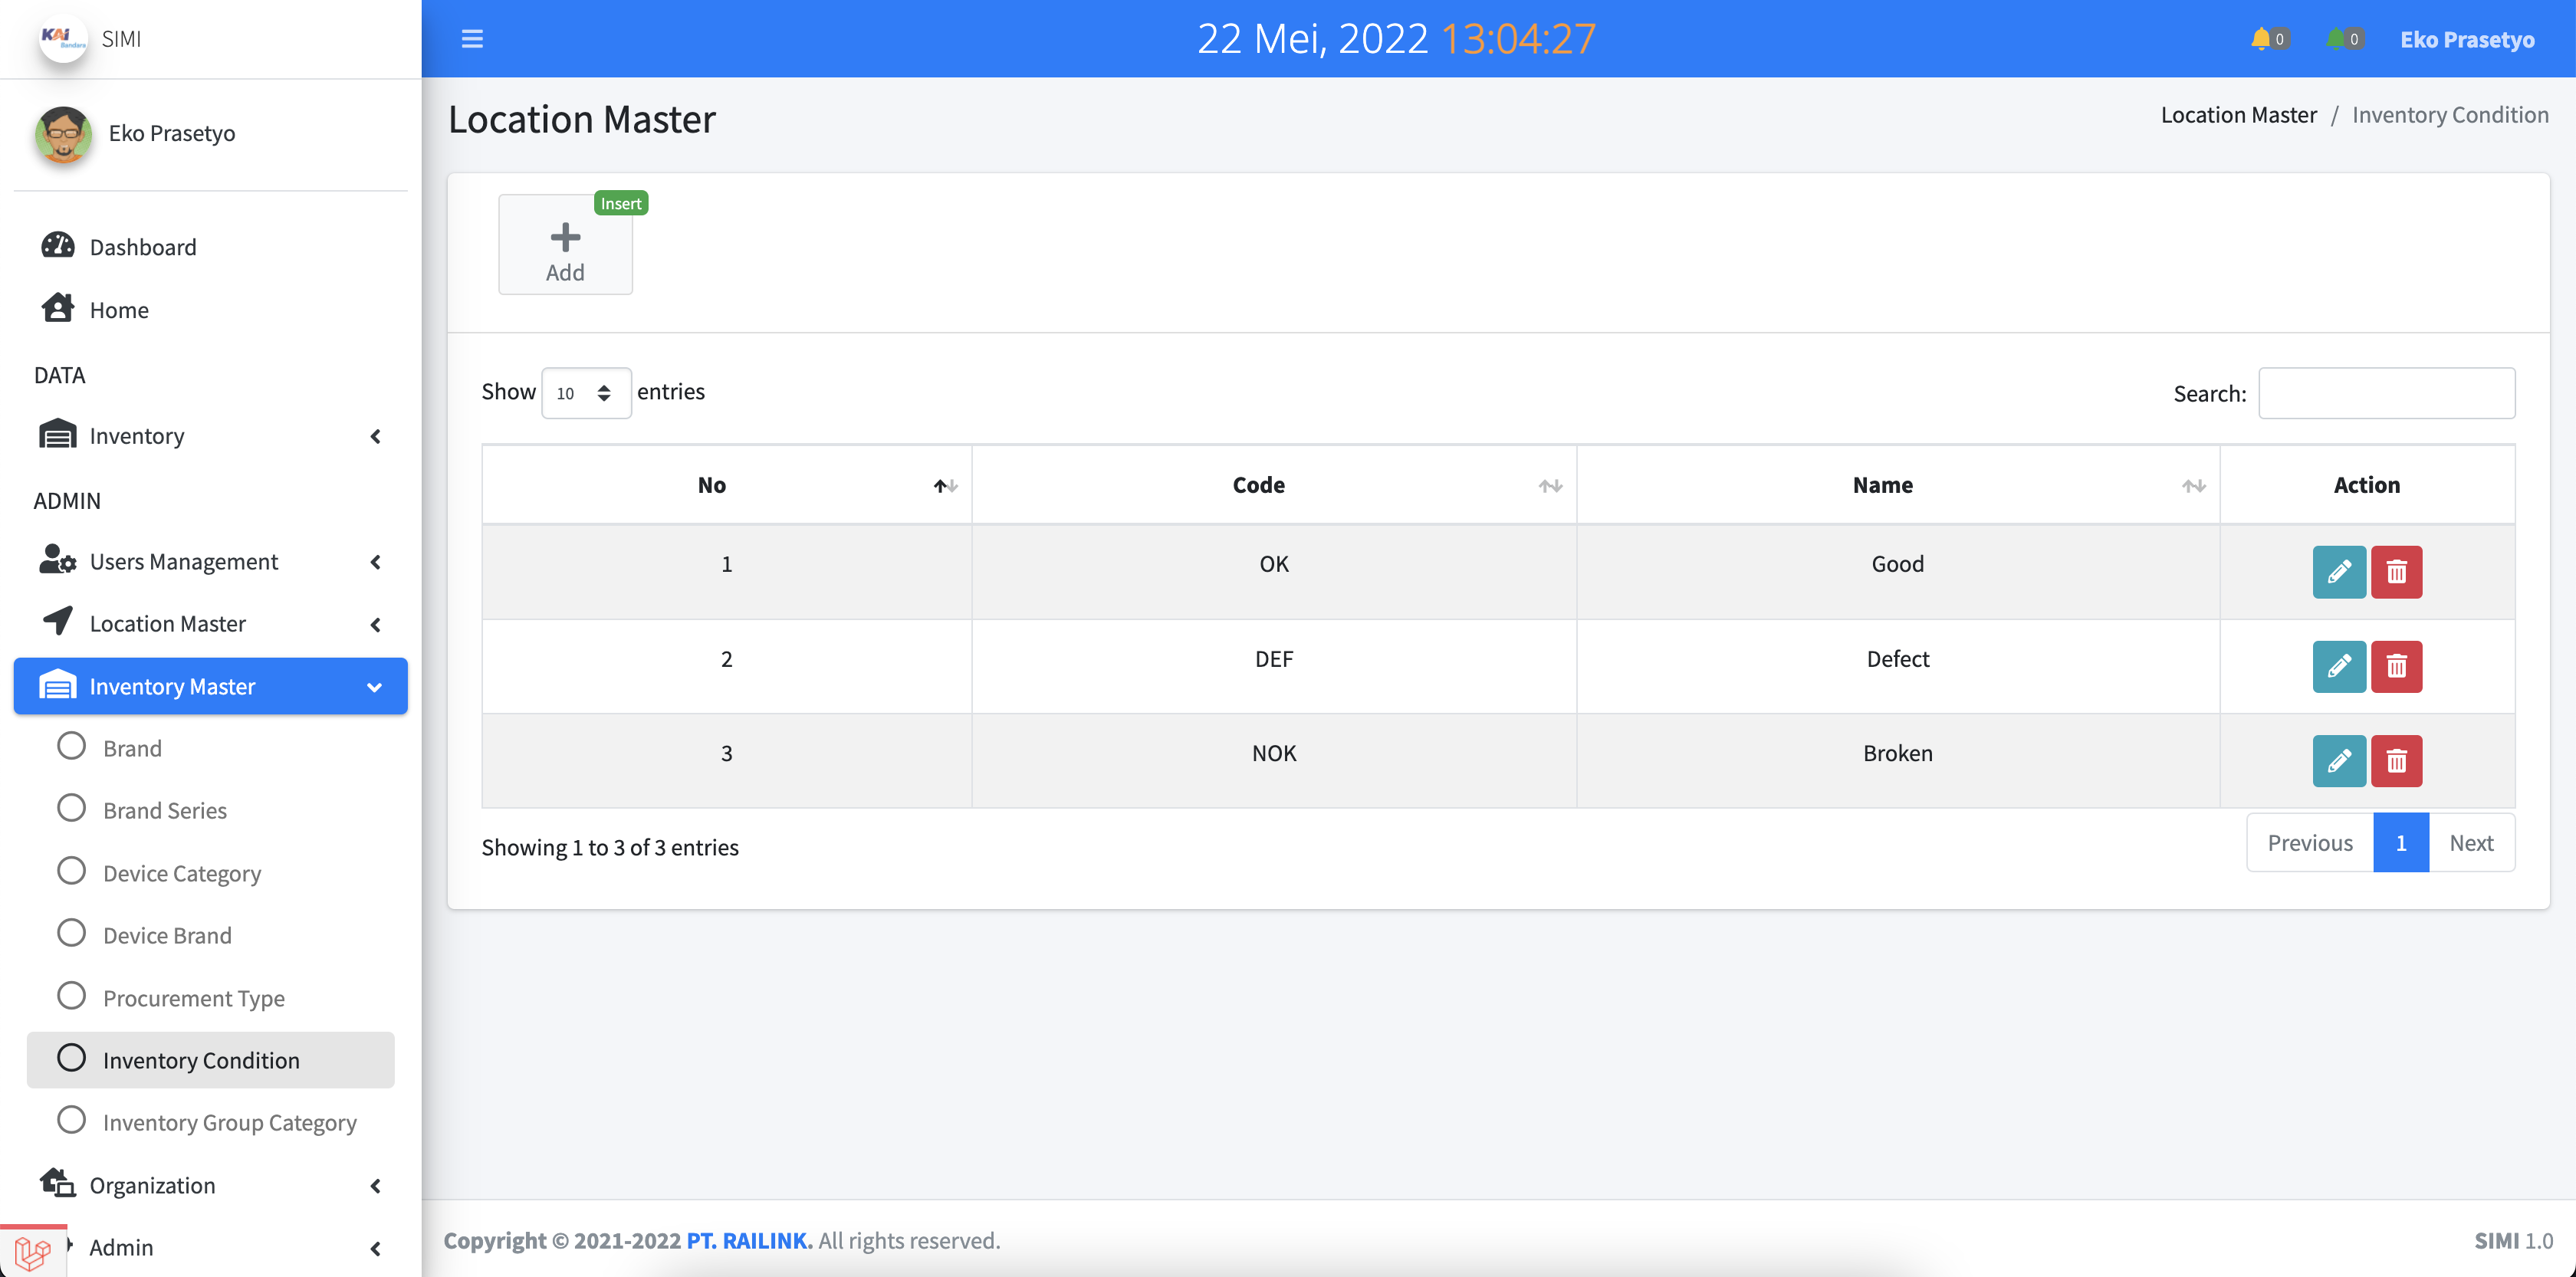 KAI Bandara SIMI
22 Mei, 2022 13:04:27
0 0 Eko Prasetyo
Eko Prasetyo
Dashboard
Home
DATA
Inventory
ADMIN
Users Management
Location Master
Inventory Master
Brand
Brand Series
Device Category
Device Brand
Procurement Type
Inventory Condition
Inventory Group Category
Organization
Admin
Location Master
Location Master / Inventory Condition
Insert
Add
Show 10 entries
Search:
No Code Name Action
1 OK Good
2 DEF Defect
3 NOK Broken
Showing 1 to 3 of 3 entries
Previous 1 Next
Copyright © 2021-2022 PT. RAILINK. All rights reserved.
SIMI 1.0